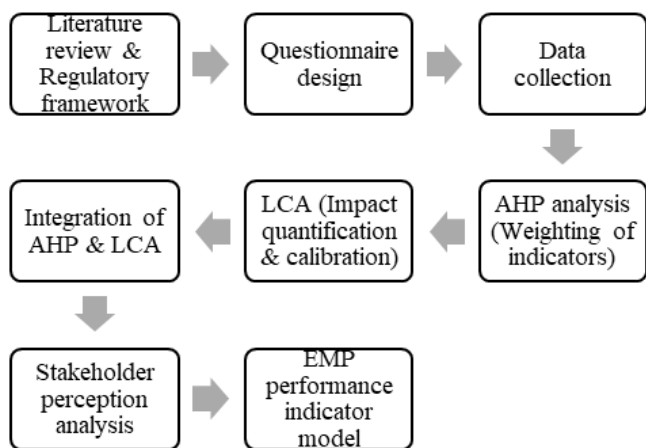 Literature
review &
Regulatory
framework
Questionnaire
design
Data
collection
AHP analysis
(Weighting of
indicators)
LCA (Impact
quantification
& calibration)
Integration of
AHP & LCA
Stakeholder
perception
analysis
EMP
performance
indicator
model